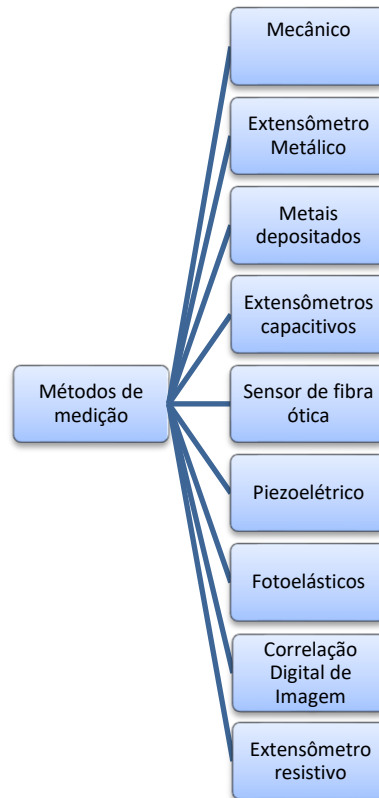 Mecânico
Extensômetro
Metálico
Metais
depositados
Extensômetros
capacitivos
Métodos de
medição
Sensor de fibra
ótica
Piezoelétrico
Fotoelásticos
Correlação
Digital de
Imagem
Extensômetro
resistivo